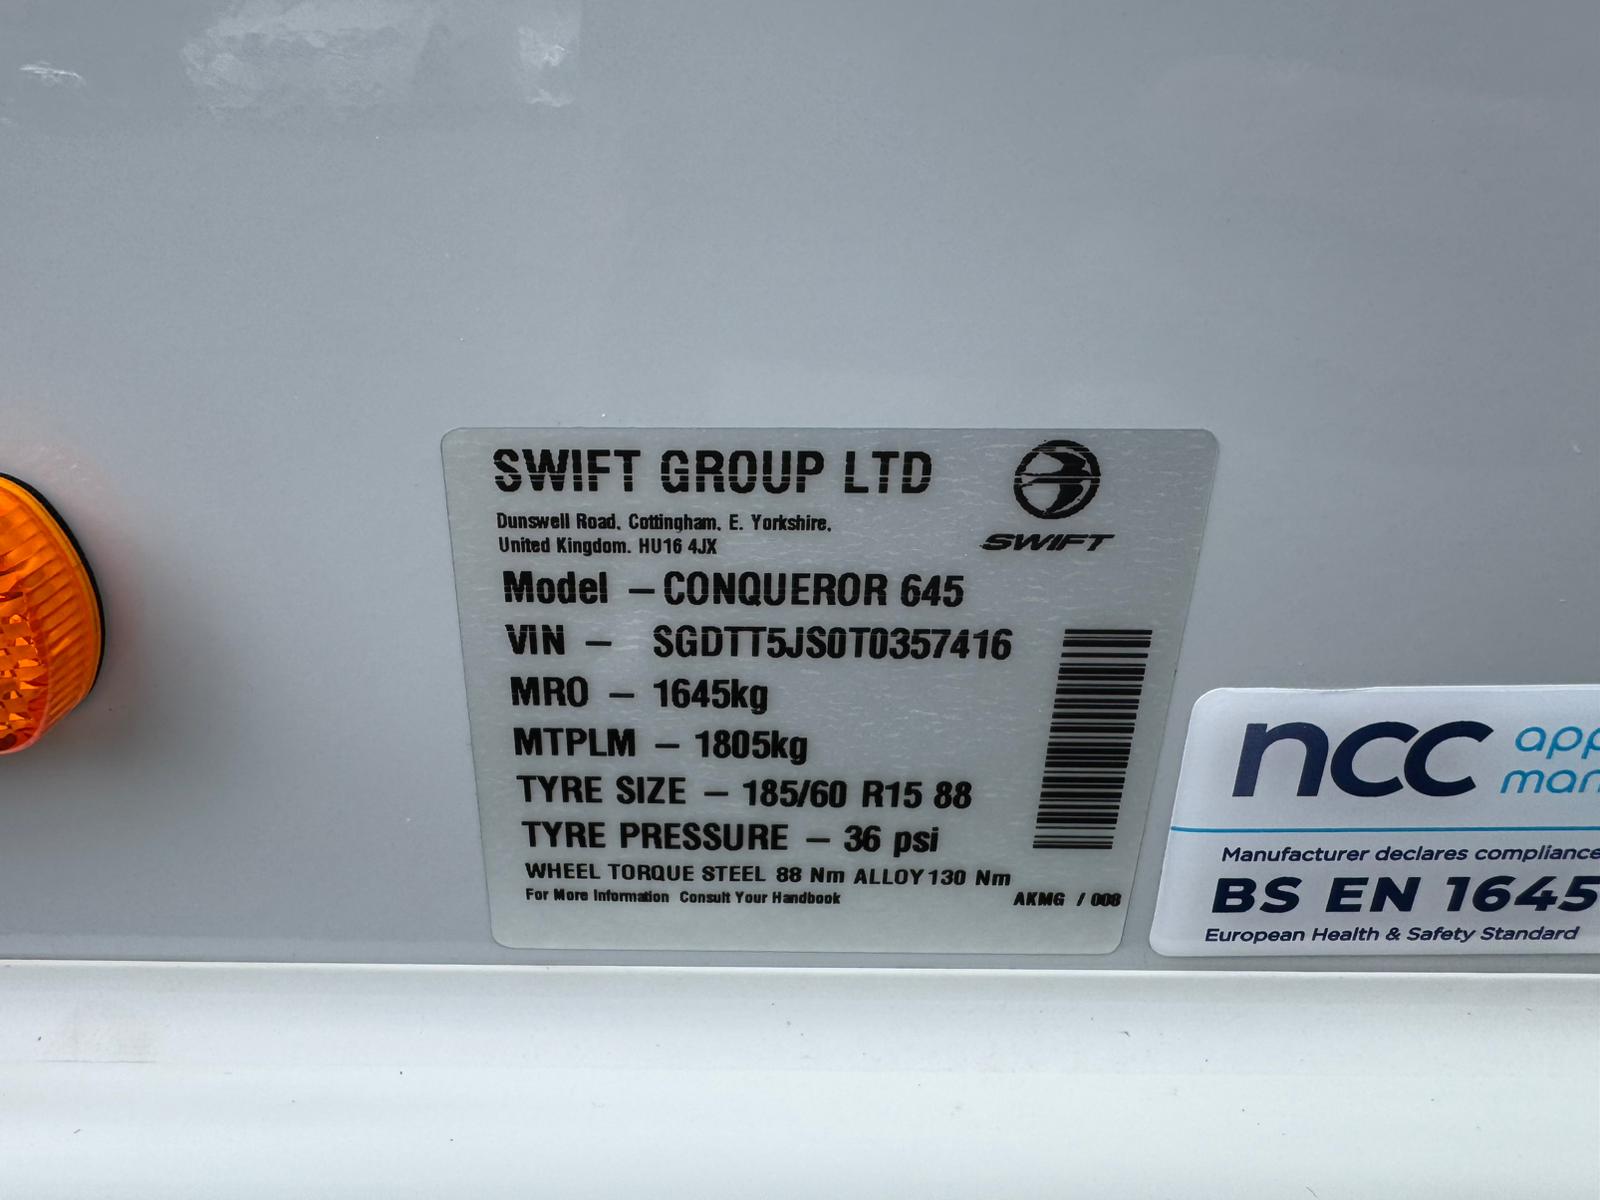 SWIFT GROUP LTD
Dunswell Road, Cottingham, E. Yorkshire,
United Kingdom. HU16 4JX
SWIFT
Model – CONQUEROR 645
VIN – SGDTT5JS0T0357416
MRO – 1645kg
MTPLM – 1805kg
TYRE SIZE – 185/60 R15 88
TYRE PRESSURE – 36 psi
WHEEL TORQUE STEEL 88 Nm ALLOY 130 Nm
For More Information Consult Your Handbook
AKMG / 008
ncc
app
man
Manufacturer declares compliance
BS EN 1645
European Health & Safety Standard